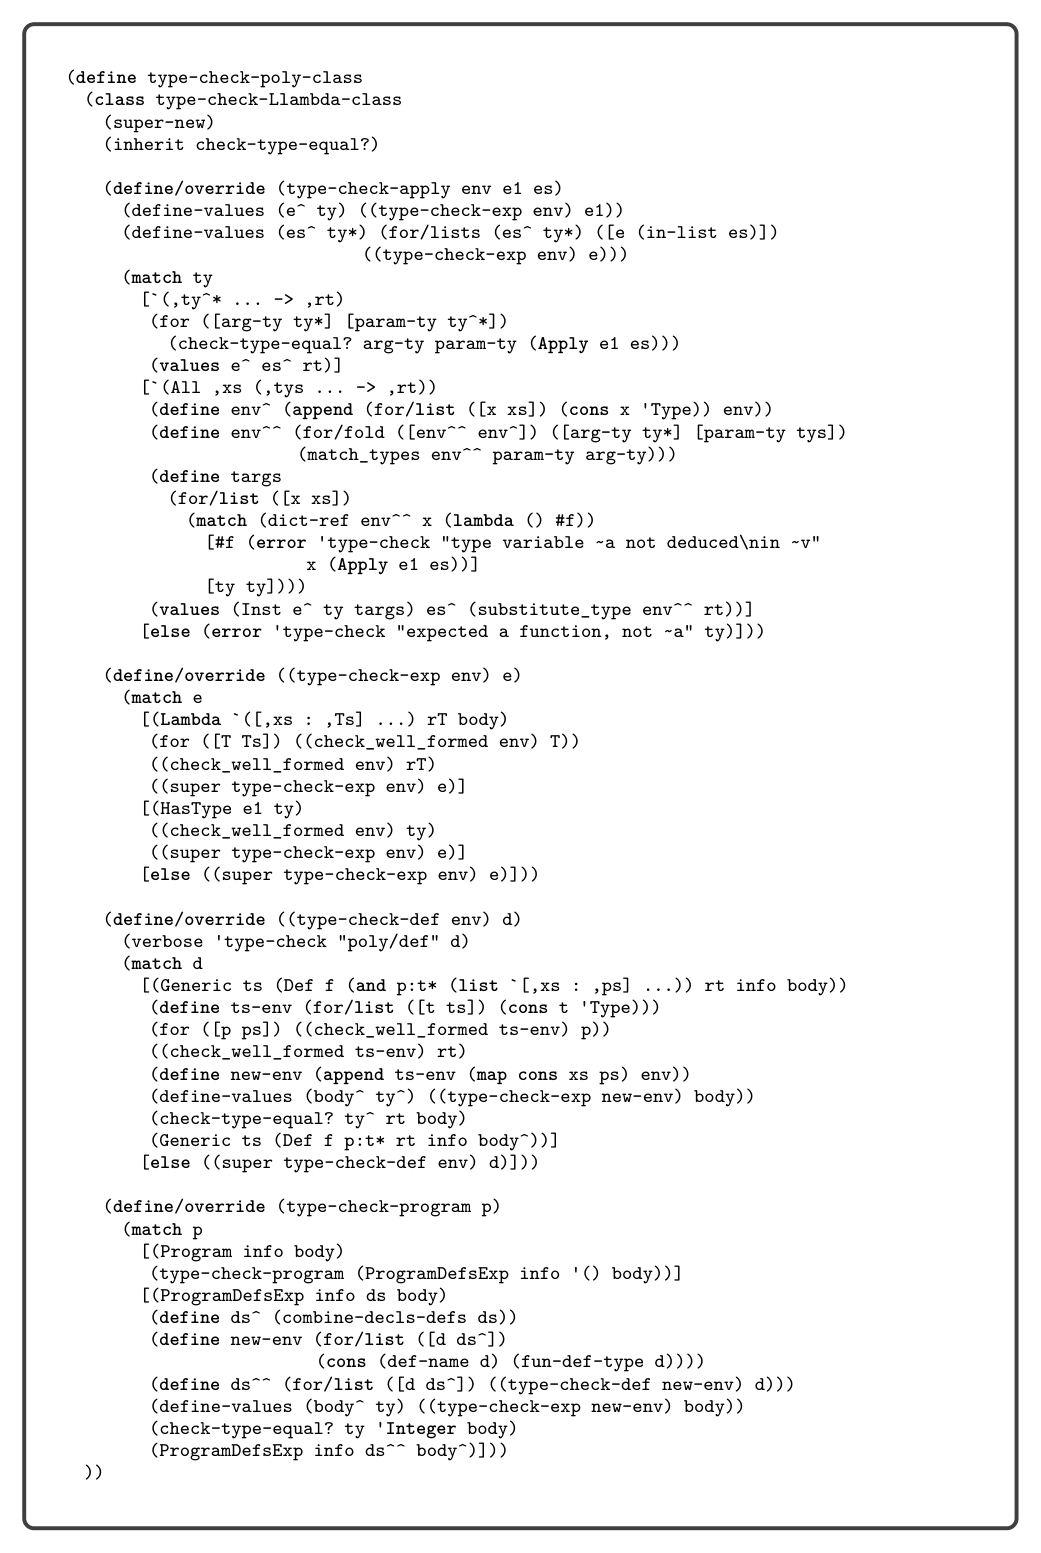 (define type-check-poly-class
  (class type-check-Llambda-class
    (super-new)
    (inherit check-type-equal?)

    (define/override (type-check-apply env e1 es)
      (define-values (e^ ty) ((type-check-exp env) e1))
      (define-values (es^ ty*) (for/lists (es^ ty*) ([e (in-list es)])
                                ((type-check-exp env) e)))
      (match ty
        [`(,ty^* ... -> ,rt)
         (for ([arg-ty ty*] [param-ty ty^*])
           (check-type-equal? arg-ty param-ty (Apply e1 es)))
         (values e^ es^ rt)]
        [`(All ,xs (,tys ... -> ,rt))
         (define env^ (append (for/list ([x xs]) (cons x 'Type)) env))
         (define env^^ (for/fold ([env^^ env^]) ([arg-ty ty*] [param-ty tys])
                         (match_types env^^ param-ty arg-ty)))
         (define targs
           (for/list ([x xs])
             (match (dict-ref env^^ x (lambda () #f))
               [#f (error 'type-check "type variable ~a not deduced\nin ~v"
                          x (Apply e1 es))]
               [ty ty])))
         (values (Inst e^ ty targs) es^ (substitute_type env^^ rt))]
        [else (error 'type-check "expected a function, not ~a" ty)]))

    (define/override ((type-check-exp env) e)
      (match e
        [(Lambda `([,xs : ,Ts] ...) rT body)
         (for ([T Ts]) ((check_well_formed env) T))
         ((check_well_formed env) rT)
         ((super type-check-exp env) e)]
        [(HasType e1 ty)
         ((check_well_formed env) ty)
         ((super type-check-exp env) e)]
        [else ((super type-check-exp env) e)]))

    (define/override ((type-check-def env) d)
      (verbose 'type-check "poly/def" d)
      (match d
        [(Generic ts (Def f (and p:t* (list `[,xs : ,ps] ...)) rt info body))
         (define ts-env (for/list ([t ts]) (cons t 'Type)))
         (for ([p ps]) ((check_well_formed ts-env) p))
         ((check_well_formed ts-env) rt)
         (define new-env (append ts-env (map cons xs ps) env))
         (define-values (body^ ty^) ((type-check-exp new-env) body))
         (check-type-equal? ty^ rt body)
         (Generic ts (Def f p:t* rt info body^))]
        [else ((super type-check-def env) d)]))

    (define/override (type-check-program p)
      (match p
        [(Program info body)
         (type-check-program (ProgramDefsExp info '() body))]
        [(ProgramDefsExp info ds body)
         (define ds^ (combine-decls-defs ds))
         (define new-env (for/list ([d ds^])
                           (cons (def-name d) (fun-def-type d))))
         (define ds^^ (for/list ([d ds^]) ((type-check-def new-env) d)))
         (define-values (body^ ty) ((type-check-exp new-env) body))
         (check-type-equal? ty 'Integer body)
         (ProgramDefsExp info ds^^ body^)]))
  ))